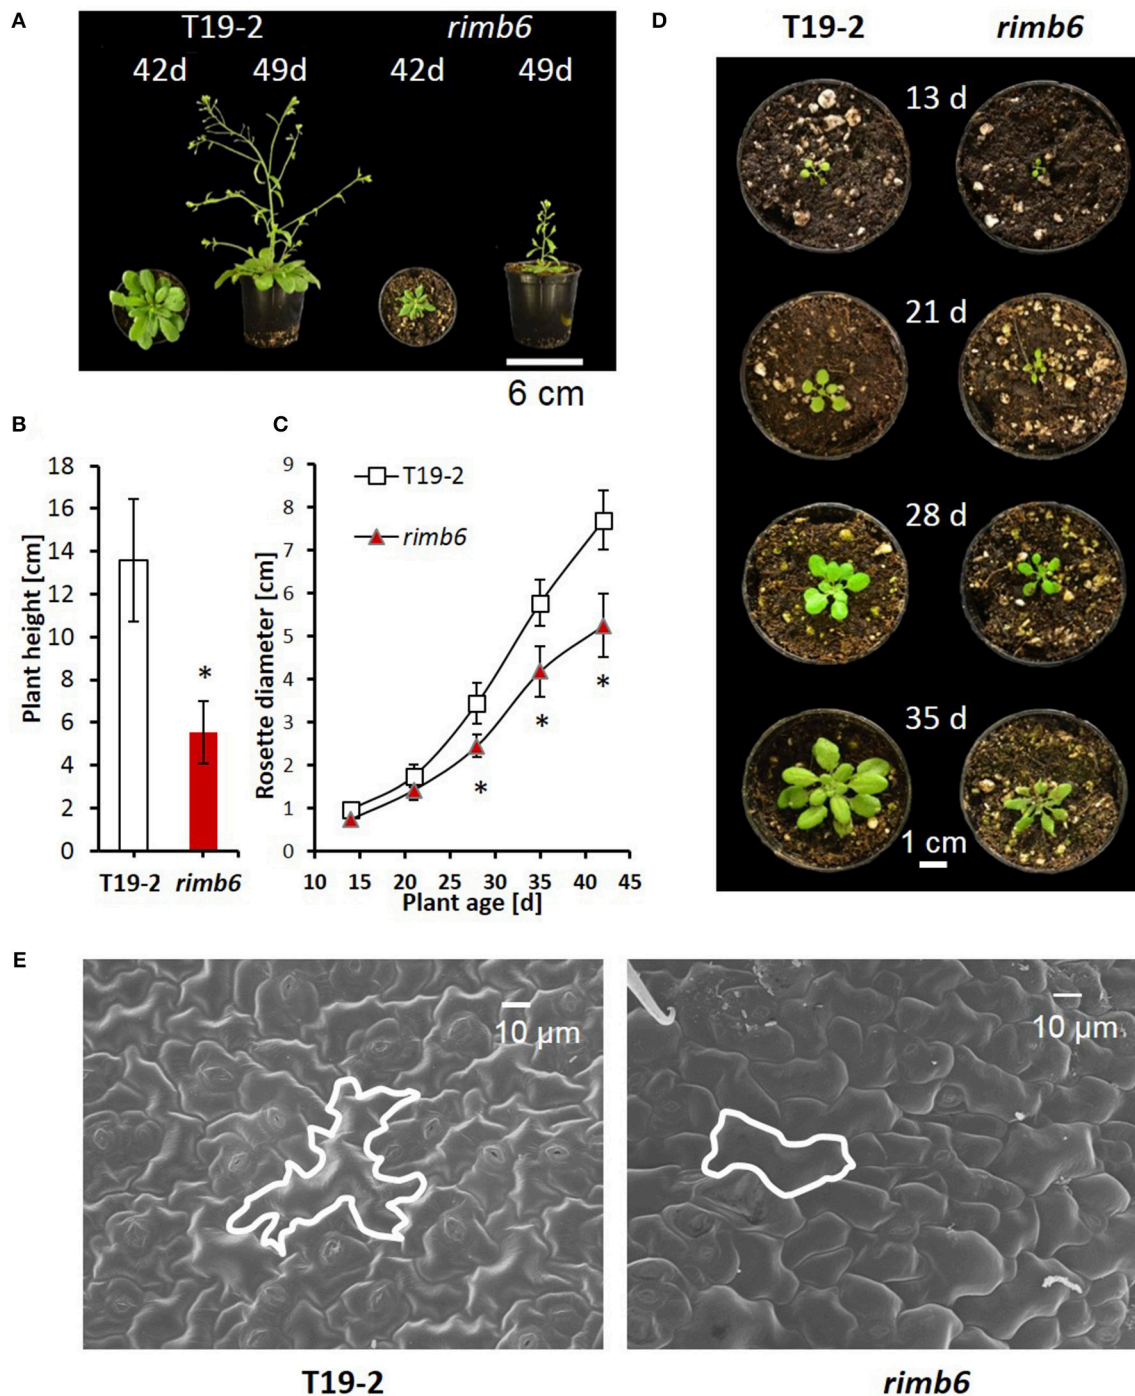 A
T19-2 rimb6
42d 49d 42d 49d
6 cm
B
Plant height [cm]
18
16
14
12
10
8
6
4
2
0
*
T19-2 rimb6
C
Rosette diameter [cm]
9
8
7
6
5
4
3
2
1
0
T19-2
rimb6
*
*
*
10 15 20 25 30 35 40 45
Plant age [d]
D
T19-2 rimb6
13 d
21 d
28 d
35 d
1 cm
E
10 µm
10 µm
T19-2 rimb6